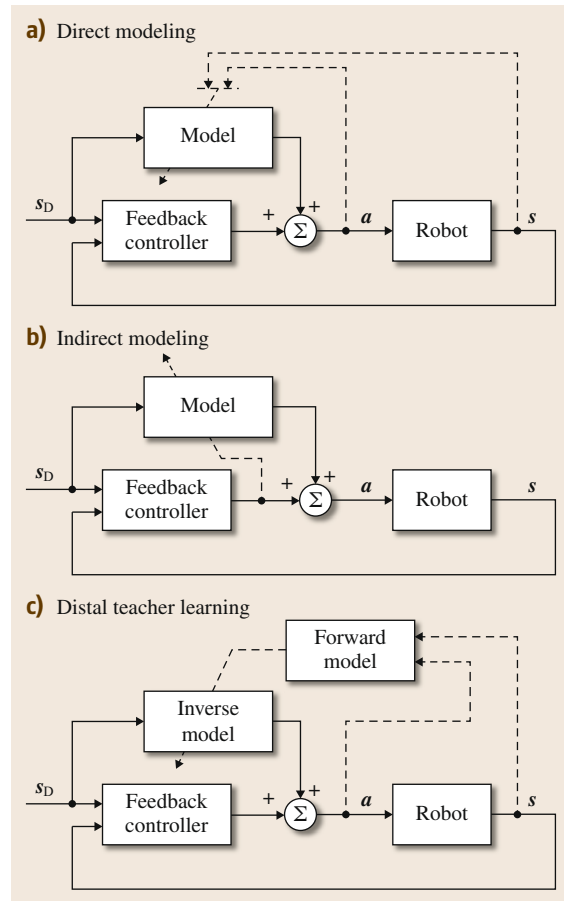 a) Direct modeling
Model
s_D
Feedback
controller
+
+
Σ
a
Robot
s
b) Indirect modeling
Model
s_D
Feedback
controller
+
+
Σ
a
Robot
s
c) Distal teacher learning
Forward
model
Inverse
model
s_D
Feedback
controller
+
+
Σ
a
Robot
s